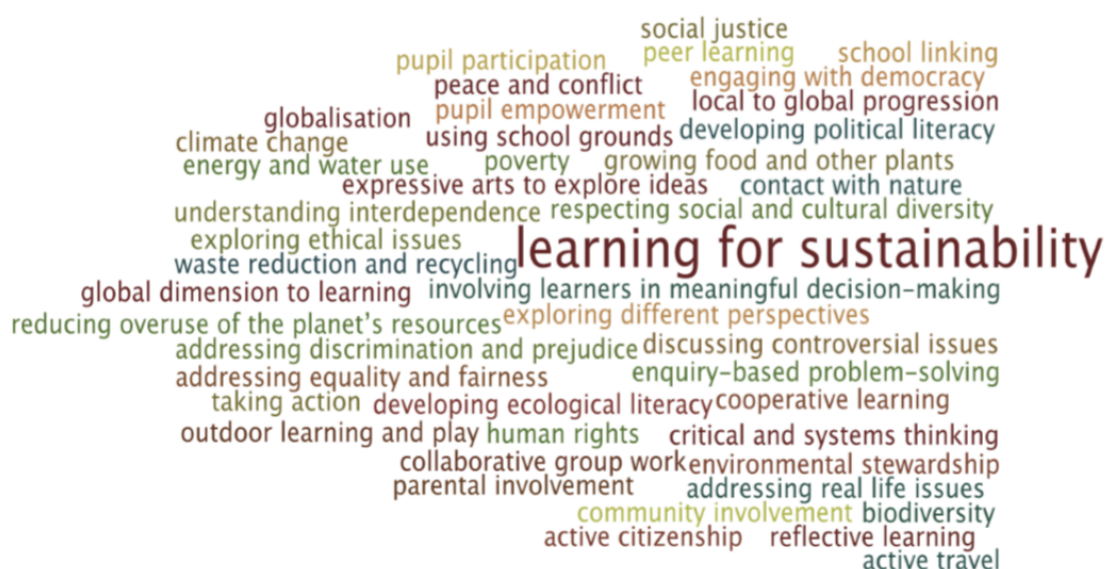 social justice
pupil participation peer learning school linking
peace and conflict engaging with democracy
globalisation pupil empowerment local to global progression
climate change using school grounds developing political literacy
energy and water use poverty growing food and other plants
expressive arts to explore ideas contact with nature
understanding interdependence respecting social and cultural diversity
exploring ethical issues learning for sustainability
waste reduction and recycling
global dimension to learning involving learners in meaningful decision-making
reducing overuse of the planet's resources exploring different perspectives
addressing discrimination and prejudice discussing controversial issues
addressing equality and fairness enquiry-based problem-solving
taking action developing ecological literacy cooperative learning
outdoor learning and play human rights critical and systems thinking
collaborative group work environmental stewardship
parental involvement addressing real life issues
community involvement biodiversity
active citizenship reflective learning
active travel